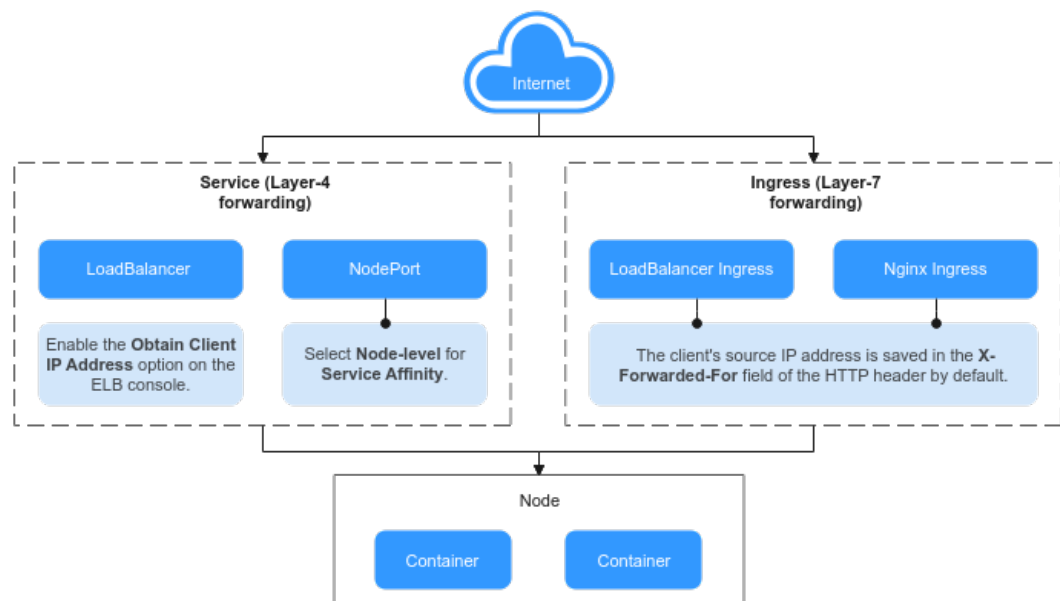 Internet
Service (Layer-4
forwarding)
LoadBalancer
NodePort
Enable the Obtain Client
IP Address option on the
ELB console.
Select Node-level for
Service Affinity.
Ingress (Layer-7
forwarding)
LoadBalancer Ingress
Nginx Ingress
The client's source IP address is saved in the X-
Forwarded-For field of the HTTP header by default.
Node
Container
Container